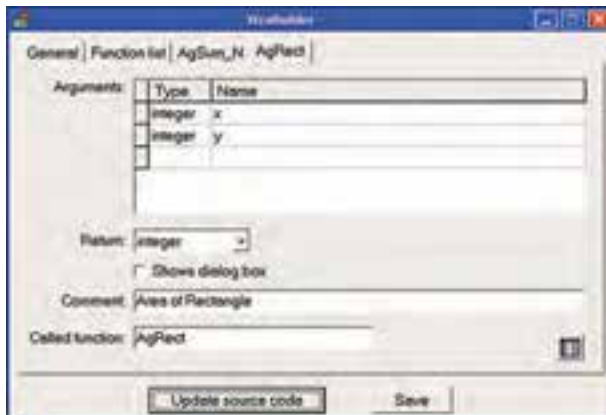 General Function list AgSum_N AgRect
Arguments: Type Name
integer x
integer y
Return: integer
Shows dialog box
Comment: Area of Rectangle
Called function: AgRect
Update source code Save